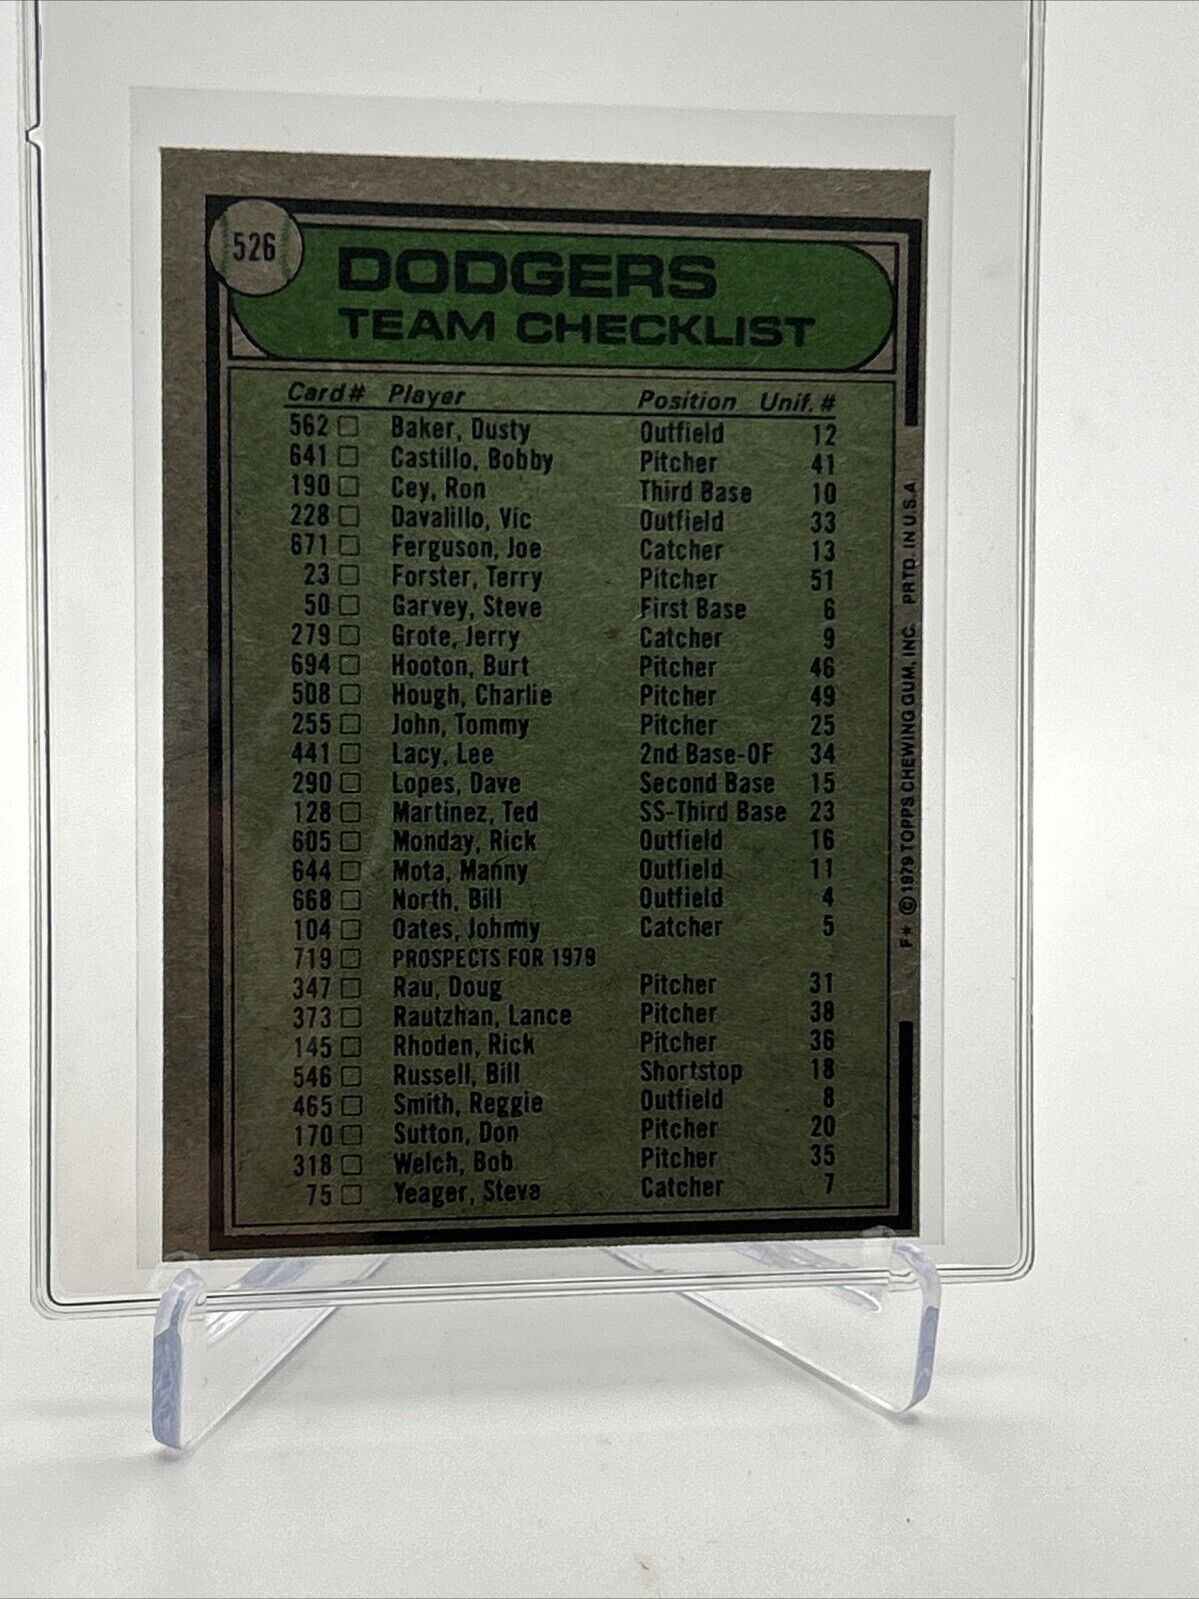 526
DODGERS
TEAM CHECKLIST
Card # Player Position Unif. #
562 Baker, Dusty Outfield 12
641 Castillo, Bobby Pitcher 41
190 Cey, Ron Third Base 10
228 Davalillo, Vic Outfield 33
671 Ferguson, Joe Catcher 13
23 Forster, Terry Pitcher 51
50 Garvey, Steve First Base 6
279 Grote, Jerry Catcher 9
694 Hooton, Burt Pitcher 46
508 Hough, Charlie Pitcher 49
255 John, Tommy Pitcher 25
441 Lacy, Lee 2nd Base-OF 34
290 Lopes, Dave Second Base 15
128 Martinez, Ted SS-Third Base 23
605 Monday, Rick Outfield 16
644 Mota, Manny Outfield 11
668 North, Bill Outfield 4
104 Oates, Johnny Catcher 5
719 PROSPECTS FOR 1979
347 Rau, Doug Pitcher 31
373 Rautzhan, Lance Pitcher 38
145 Rhoden, Rick Pitcher 36
546 Russell, Bill Shortstop 18
465 Smith, Reggie Outfield 8
170 Sutton, Don Pitcher 20
318 Welch, Bob Pitcher 35
75 Yeager, Steve Catcher 7
F* © 1979 TOPPS CHEWING GUM, INC. PRTD. IN U.S.A.